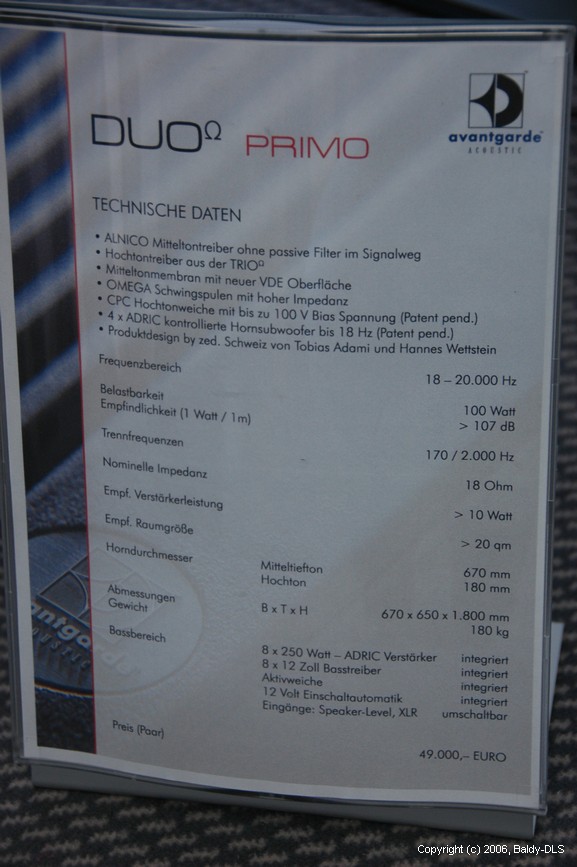 avantgarde
ACOUSTIC
DUOΩ PRIMO
TECHNISCHE DATEN
• ALNICO Mitteltontreiber ohne passive Filter im Signalweg
• Hochtontreiber aus der TRIOΩ
• Mitteltonmembran mit neuer VDE Oberfläche
• OMEGA Schwingspulen mit hoher Impedanz
• CPC Hochtonweiche mit bis zu 100 V Bias Spannung (Patent pend.)
• 4 x ADRIC kontrollierte Hornsubwoofer bis 18 Hz (Patent pend.)
• Produktdesign by zed. Schweiz von Tobias Adami und Hannes Wettstein
Frequenzbereich 18 – 20.000 Hz
Belastbarkeit 100 Watt
Empfindlichkeit (1 Watt / 1m) > 107 dB
Trennfrequenzen 170 / 2.000 Hz
Nominelle Impedanz 18 Ohm
Empf. Verstärkerleistung > 10 Watt
Empf. Raumgröße > 20 qm
Horndurchmesser Mitteltiefton 670 mm
Hochton 180 mm
Abmessungen B x T x H 670 x 650 x 1.800 mm
Gewicht 180 kg
Bassbereich 8 x 250 Watt – ADRIC Verstärker integriert
8 x 12 Zoll Basstreiber integriert
Aktivweiche integriert
12 Volt Einschaltautomatik integriert
Eingänge: Speaker-Level, XLR umschaltbar
Preis (Paar) 49.000,– EURO
avantgarde
ACOUSTIC
Copyright (c) 2006, Baldy-DLS